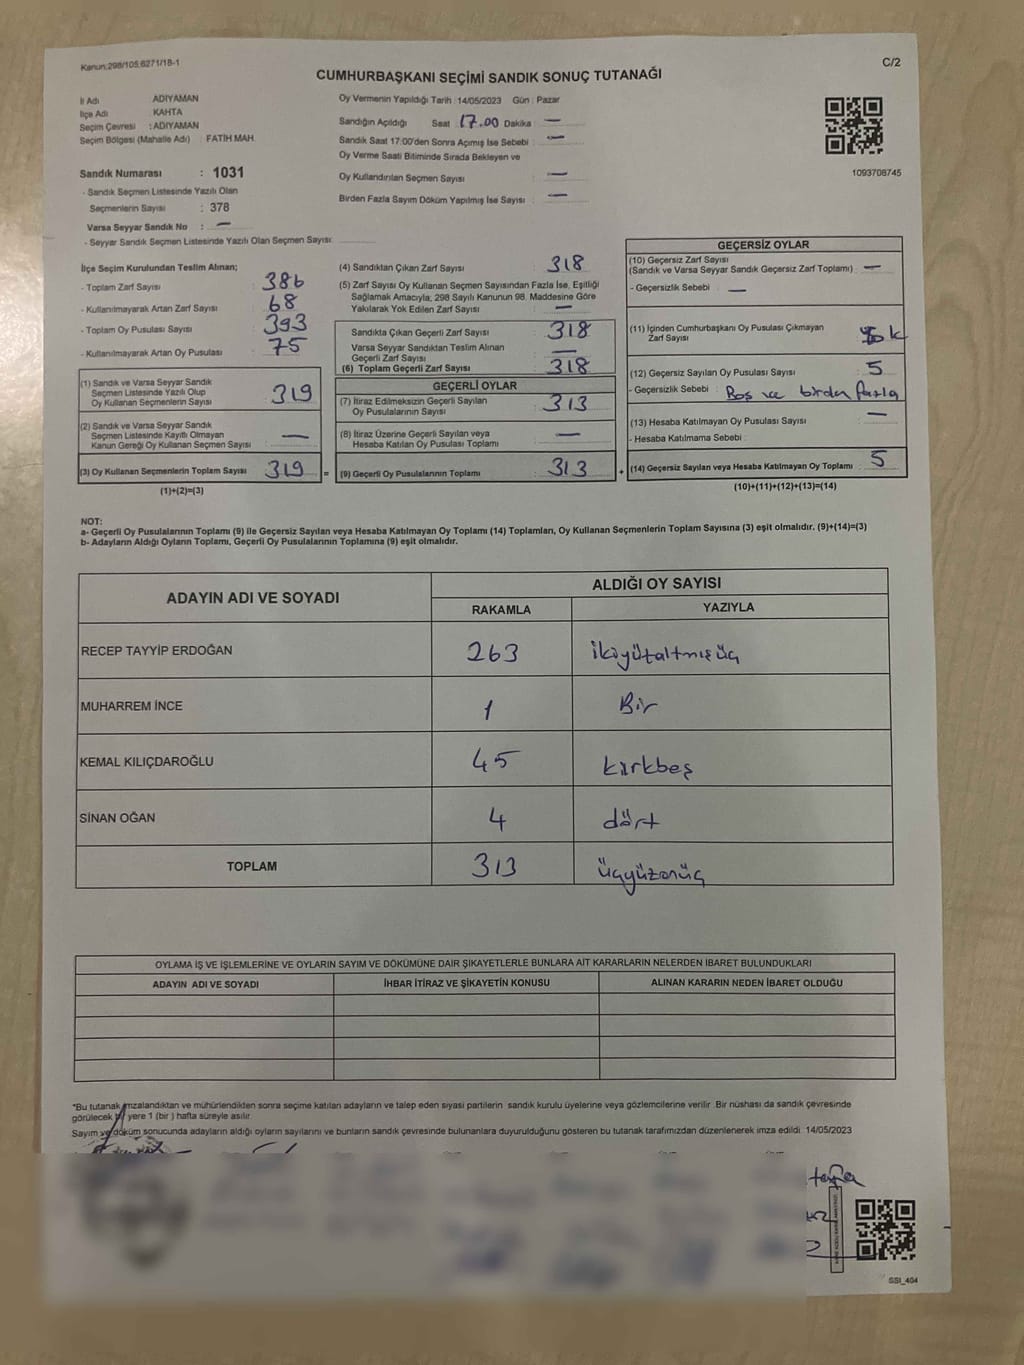 Kanun;298/105;6271/18-1
C/2
CUMHURBAŞKANI SEÇİMİ SANDIK SONUÇ TUTANAĞI
İl Adı ADIYAMAN
İlçe Adı : KAHTA
Seçim Çevresi : ADIYAMAN
Seçim Bölgesi (Mahalle Adı) : FATİH MAH.
Sandık Numarası : 1031
- Sandık Seçmen Listesinde Yazılı Olan
Seçmenlerin Sayısı : 378
Varsa Seyyar Sandık No : —
- Seyyar Sandık Seçmen Listesinde Yazılı Olan Seçmen Sayısı:
Oy Vermenin Yapıldığı Tarih :14/05/2023 Gün : Pazar
Sandığın Açıldığı Saat : 17.00 Dakika : —
Sandık Saat 17:00'den Sonra Açımış İse Sebebi : —
Oy Verme Saati Bitiminde Sırada Bekleyen ve
Oy Kullandırılan Seçmen Sayısı : —
Birden Fazla Sayım Döküm Yapılmış İse Sayısı : —
1093708745
İlçe Seçim Kurulundan Teslim Alınan;
- Toplam Zarf Sayısı : 386
- Kullanılmayarak Artan Zarf Sayısı : 68
- Toplam Oy Pusulası Sayısı : 393
- Kullanılmayarak Artan Oy Pusulası : 75
(1) Sandık ve Varsa Seyyar Sandık
Seçmen Listesinde Yazılı Olup
Oy Kullanan Seçmenlerin Sayısı : 319
(2) Sandık ve Varsa Seyyar Sandık
Seçmen Listesinde Kayıtlı Olmayan
Kanun Gereği Oy Kullanan Seçmen Sayısı : —
(3) Oy Kullanan Seçmenlerin Toplam Sayısı : 319 =
(1)+(2)=(3)
(4) Sandıktan Çıkan Zarf Sayısı : 318
(5) Zarf Sayısı Oy Kullanan Seçmen Sayısından Fazla İse, Eşitliği
Sağlamak Amacıyla; 298 Sayılı Kanunun 98. Maddesine Göre
Yakılarak Yok Edilen Zarf Sayısı : —
Sandıkta Çıkan Geçerli Zarf Sayısı : 318
Varsa Seyyar Sandıktan Teslim Alınan
Geçerli Zarf Sayısı : —
(6) Toplam Geçerli Zarf Sayısı : 318
GEÇERLİ OYLAR
(7) İtiraz Edilmeksizin Geçerli Sayılan
Oy Pusulalarının Sayısı : 313
(8) İtiraz Üzerine Geçerli Sayılan veya
Hesaba Katılan Oy Pusulası Toplamı : —
(9) Geçerli Oy Pusulalarının Toplamı : 313 +
GEÇERSİZ OYLAR
(10) Geçersiz Zarf Sayısı
(Sandık ve Varsa Seyyar Sandık Geçersiz Zarf Toplamı) : —
- Geçersizlik Sebebi : —
(11) İçinden Cumhurbaşkanı Oy Pusulası Çıkmayan
Zarf Sayısı :
(12) Geçersiz Sayılan Oy Pusulası Sayısı : 5
- Geçersizlik Sebebi : Boş ve birden fazla
(13) Hesaba Katılmayan Oy Pusulası Sayısı : —
- Hesaba Katılmama Sebebi :
(14) Geçersiz Sayılan veya Hesaba Katılmayan Oy Toplamı : 5
(10)+(11)+(12)+(13)=(14)
NOT:
a- Geçerli Oy Pusulalarının Toplamı (9) ile Geçersiz Sayılan veya Hesaba Katılmayan Oy Toplamı (14) Toplamları, Oy Kullanan Seçmenlerin Toplam Sayısına (3) eşit olmalıdır. (9)+(14)=(3)
b- Adayların Aldığı Oyların Toplamı, Geçerli Oy Pusulalarının Toplamına (9) eşit olmalıdır.
ADAYIN ADI VE SOYADI
ALDIĞI OY SAYISI
RAKAMLA YAZIYLA
RECEP TAYYİP ERDOĞAN 263 ikiyüzaltmışüç
MUHARREM İNCE 1 Bir
KEMAL KILIÇDAROĞLU 45 kırkbeş
SİNAN OĞAN 4 dört
TOPLAM 313 üçyüzonüç
OYLAMA İŞ VE İŞLEMLERİNE VE OYLARIN SAYIM VE DÖKÜMÜNE DAİR ŞİKAYETLERLE BUNLARA AİT KARARLARIN NELERDEN İBARET BULUNDUKLARI
ADAYIN ADI VE SOYADI İHBAR İTİRAZ VE ŞİKAYETİN KONUSU ALINAN KARARIN NEDEN İBARET OLDUĞU
*Bu tutanak imzalandıktan ve mühürlendikten sonra seçime katılan adayların ve talep eden siyasi partilerin sandık kurulu üyelerine veya gözlemcilerine verilir. Bir nüshası da sandık çevresinde
görülecek bir yere 1 (bir ) hafta süreyle asılır.
Sayım ve döküm sonucunda adayların aldığı oyların sayılarını ve bunların sandık çevresinde bulunanlara duyurulduğunu gösteren bu tutanak tarafımızdan düzenlenerek imza edildi. 14/05/2023
SSİ_404